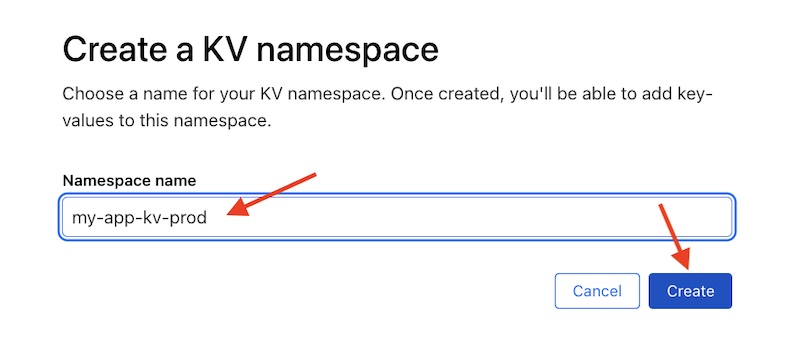 Create a KV namespace
Choose a name for your KV namespace. Once created, you'll be able to add key-
values to this namespace.
Namespace name
my-app-kv-prod
Cancel
Create